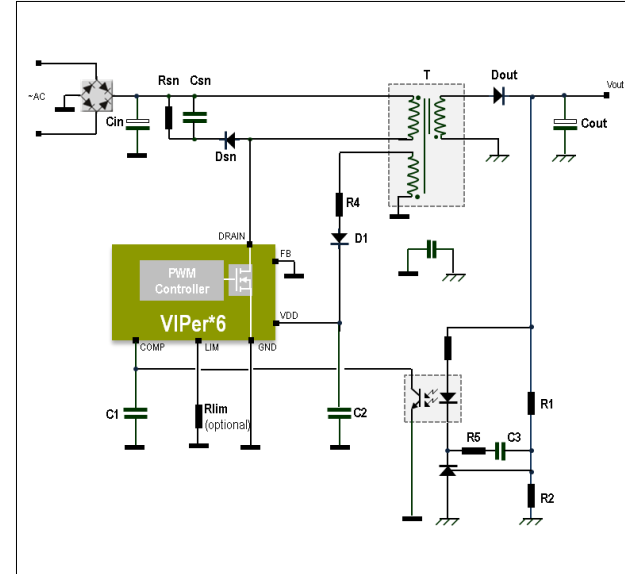 T
Dout
Rsn
Csn
Vout
~AC
Cin
Cout
Dsn
R4
DRAIN
D1
FB
PWM
Controller
VIPer*6
VDD
COMP
LIM
GND
C1
Rlim
(optional)
C2
R1
R5
C3
R2